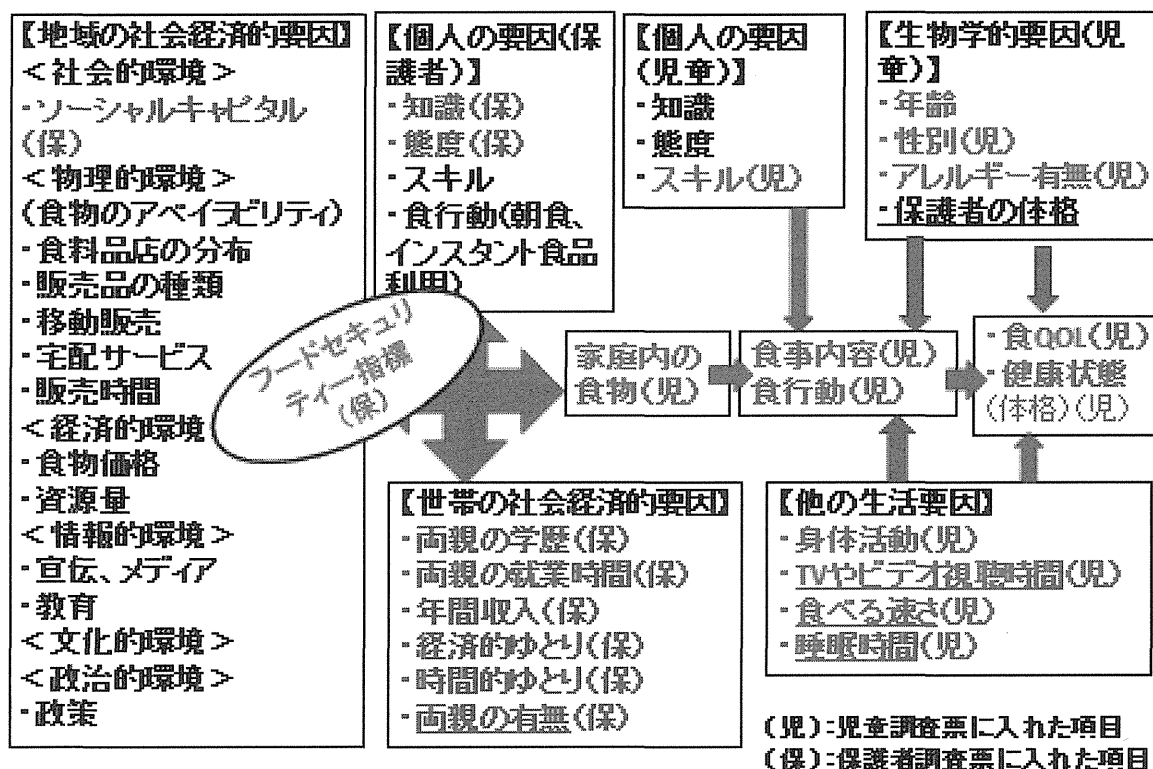 【地域の社会経済的要因】
＜社会的環境＞
・ソーシャルキャピタル
(保)
＜物理的環境＞
(食物のアベイラビリティ)
・食料品店の分布
・販売品の種類
・移動販売
・宅配サービス
・販売時間
＜経済的環境
・食物価格
・資源量
＜情報的環境＞
・宣伝、メディア
・教育
＜文化的環境＞
＜政治的環境＞
・政策
【個人の要因(保
護者)】
・知識(保)
・態度(保)
・スキル
・食行動(朝食、
インスタント食品
利用)
【個人の要因
(児童)】
・知識
・態度
・スキル(児)
【生物学的要因(児
童)】
・年齢
・性別(児)
・アレルギー有無(児)
・保護者の体格
フードセキュリ
ティー指標
(保)
家庭内の
食物(児)
食事内容(児)
食行動(児)
・食QOL(児)
・健康状態
(体格)(児)
【世帯の社会経済的要因】
・両親の学歴(保)
・両親の就業時間(保)
・年間収入(保)
・経済的ゆとり(保)
・時間的ゆとり(保)
・両親の有無(保)
【他の生活要因】
・身体活動(児)
・TVやビデオ視聴時間(児)
・食べる速さ(児)
・睡眠時間(児)
(児):児童調査票に入れた項目
(保):保護者調査票に入れた項目